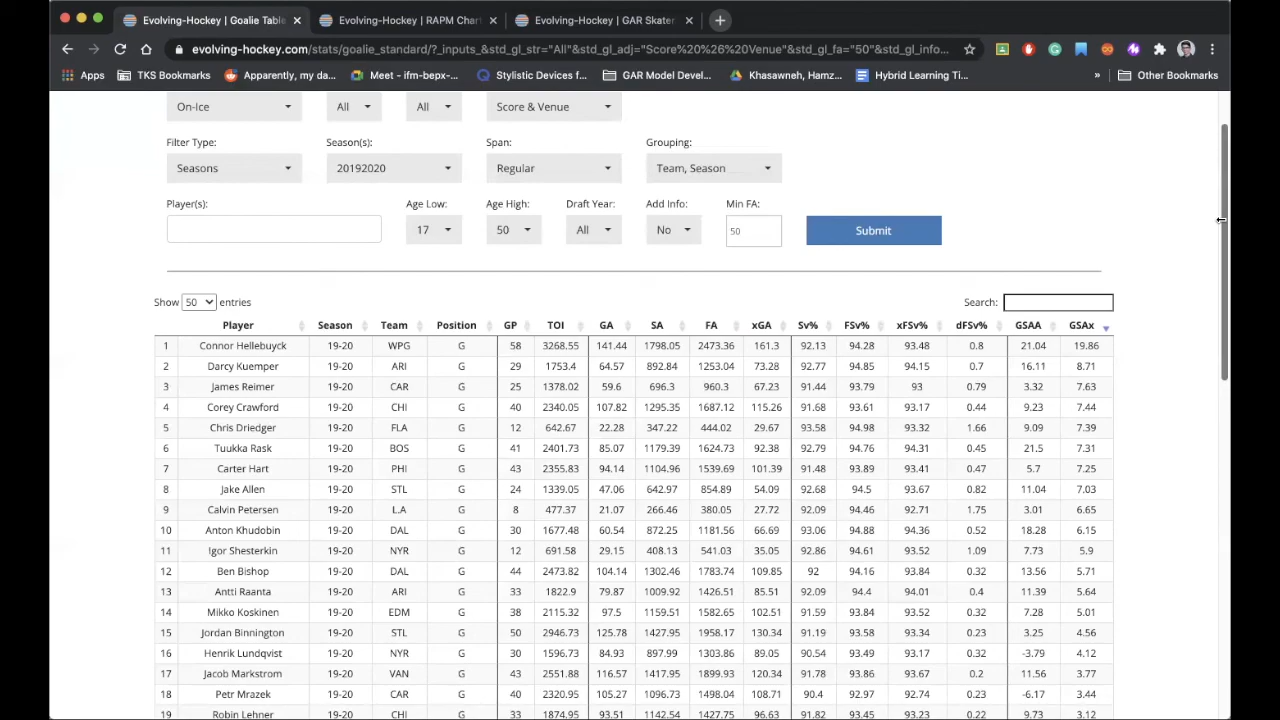 Evolving-Hockey | Goalie Table
Evolving-Hockey | RAPM Chart
Evolving-Hockey | GAR Skater
evolving-hockey.com/stats/goalie_standard/?_inputs_&std_gl_str="All"&std_gl_adj="Score%20%26%20Venue"&std_gl_fa="50"&std_gl_info...
Apps TKS Bookmarks Apparently, my da... Meet - ifm-bepx-... Stylistic Devices f... GAR Model Devel... Khasawneh, Hamz... Hybrid Learning Ti... » Other Bookmarks
On-Ice All All Score & Venue
Filter Type: Season(s): Span: Grouping:
Seasons 20192020 Regular Team, Season
Player(s): Age Low: Age High: Draft Year: Add Info: Min FA:
17 50 All No 50 Submit
Show 50 entries Search:
Player Season Team Position GP TOI GA SA FA xGA Sv% FSv% xFSv% dFSv% GSAA GSAx
1 Connor Hellebuyck 19-20 WPG G 58 3268.55 141.44 1798.05 2473.36 161.3 92.13 94.28 93.48 0.8 21.04 19.86
2 Darcy Kuemper 19-20 ARI G 29 1753.4 64.57 892.84 1253.04 73.28 92.77 94.85 94.15 0.7 16.11 8.71
3 James Reimer 19-20 CAR G 25 1378.02 59.6 696.3 960.3 67.23 91.44 93.79 93 0.79 3.32 7.63
4 Corey Crawford 19-20 CHI G 40 2340.05 107.82 1295.35 1687.12 115.26 91.68 93.61 93.17 0.44 9.23 7.44
5 Chris Driedger 19-20 FLA G 12 642.67 22.28 347.22 444.02 29.67 93.58 94.98 93.32 1.66 9.09 7.39
6 Tuukka Rask 19-20 BOS G 41 2401.73 85.07 1179.39 1624.73 92.38 92.79 94.76 94.31 0.45 21.5 7.31
7 Carter Hart 19-20 PHI G 43 2355.83 94.14 1104.96 1539.69 101.39 91.48 93.89 93.41 0.47 5.7 7.25
8 Jake Allen 19-20 STL G 24 1339.05 47.06 642.97 854.89 54.09 92.68 94.5 93.67 0.82 11.04 7.03
9 Calvin Petersen 19-20 L.A G 8 477.37 21.07 266.46 380.05 27.72 92.09 94.46 92.71 1.75 3.01 6.65
10 Anton Khudobin 19-20 DAL G 30 1677.48 60.54 872.25 1181.56 66.69 93.06 94.88 94.36 0.52 18.28 6.15
11 Igor Shesterkin 19-20 NYR G 12 691.58 29.15 408.13 541.03 35.05 92.86 94.61 93.52 1.09 7.73 5.9
12 Ben Bishop 19-20 DAL G 44 2473.82 104.14 1302.46 1783.74 109.85 92 94.16 93.84 0.32 13.56 5.71
13 Antti Raanta 19-20 ARI G 33 1822.9 79.87 1009.92 1426.51 85.51 92.09 94.4 94.01 0.4 11.39 5.64
14 Mikko Koskinen 19-20 EDM G 38 2115.32 97.5 1159.51 1582.65 102.51 91.59 93.84 93.52 0.32 7.28 5.01
15 Jordan Binnington 19-20 STL G 50 2946.73 125.78 1427.95 1958.17 130.34 91.19 93.58 93.34 0.23 3.25 4.56
16 Henrik Lundqvist 19-20 NYR G 30 1596.73 84.93 897.99 1303.86 89.05 90.54 93.49 93.17 0.32 -3.79 4.12
17 Jacob Markstrom 19-20 VAN G 43 2551.88 116.57 1417.95 1899.93 120.34 91.78 93.86 93.67 0.2 11.56 3.77
18 Petr Mrazek 19-20 CAR G 40 2320.95 105.27 1096.73 1498.04 108.71 90.4 92.97 92.74 0.23 -6.17 3.44
19 Robin Lehner 19-20 CHI G 33 1874.95 93.51 1142.54 1427.75 96.63 91.82 93.45 93.23 0.22 9.73 3.12